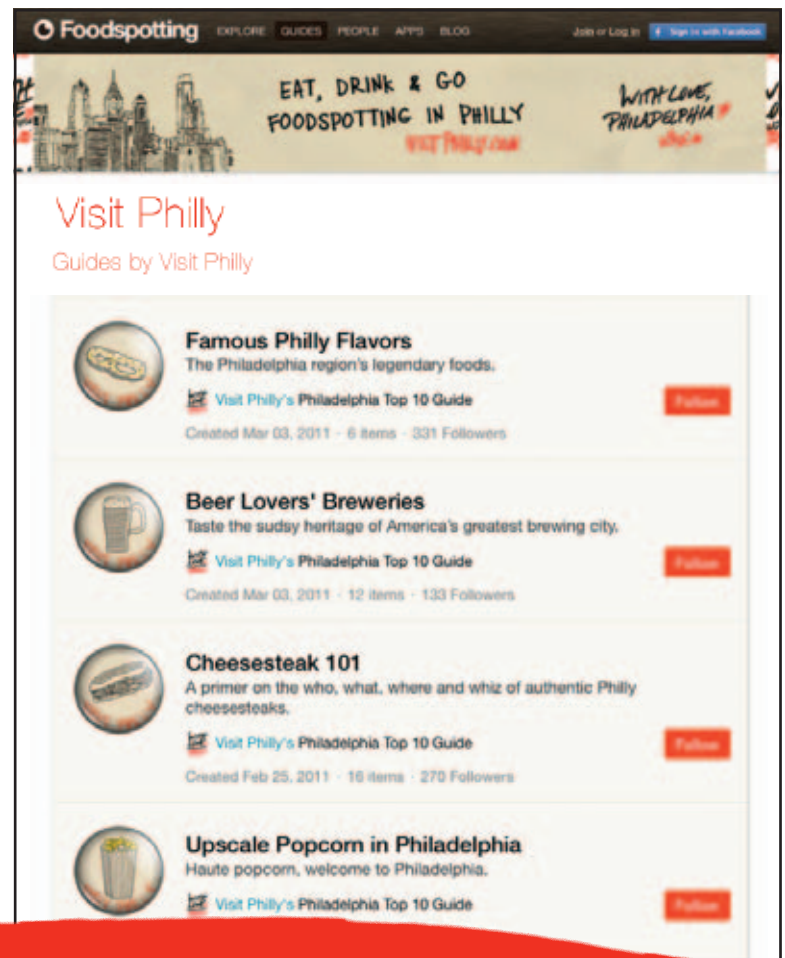 Foodspotting EXPLORE GUIDES PEOPLE APPS BLOG Join or Log in Sign in with Facebook
EAT, DRINK & GO
FOODSPOTTING IN PHILLY
VISITPHILLY.COM
WITH LOVE,
PHILADELPHIA
Visit Philly
Guides by Visit Philly
Famous Philly Flavors
The Philadelphia region's legendary foods.
Visit Philly's Philadelphia Top 10 Guide
Follow
Created Mar 03, 2011 · 6 items · 331 Followers
Beer Lovers' Breweries
Taste the sudsy heritage of America's greatest brewing city.
Visit Philly's Philadelphia Top 10 Guide
Follow
Created Mar 03, 2011 · 12 items · 133 Followers
Cheesesteak 101
A primer on the who, what, where and whiz of authentic Philly
cheesesteaks.
Visit Philly's Philadelphia Top 10 Guide
Follow
Created Feb 25, 2011 · 16 items · 270 Followers
Upscale Popcorn in Philadelphia
Haute popcorn, welcome to Philadelphia.
Visit Philly's Philadelphia Top 10 Guide
Follow